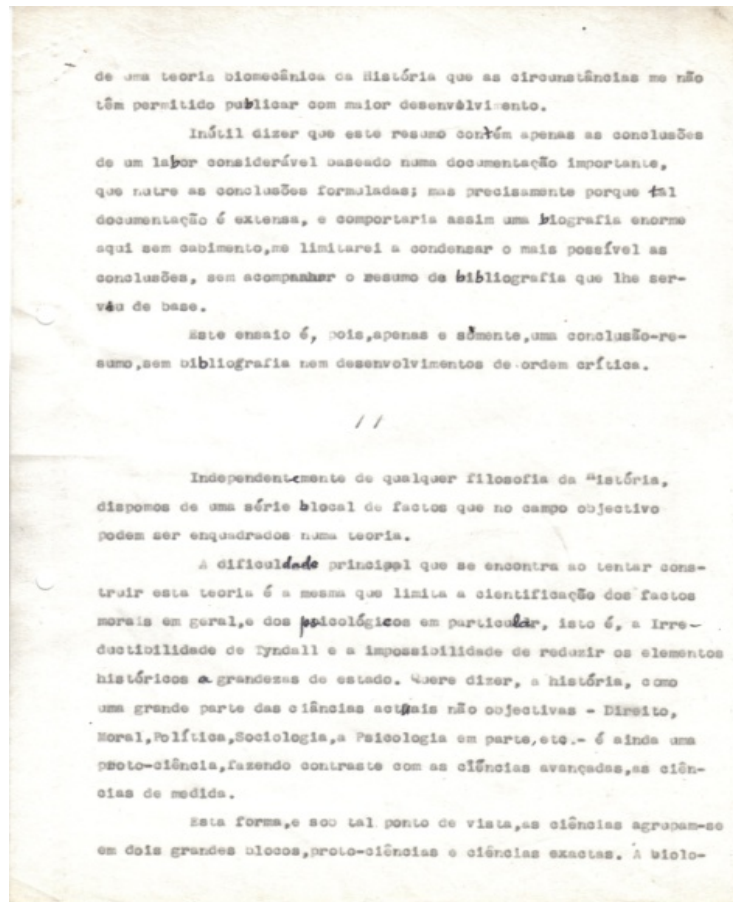 de uma teoria biomecânica da História que as circunstâncias me não
têm permitido publicar com maior desenvolvimento.
Inútil dizer que este resumo contém apenas as conclusões
de um labor considerável baseado numa documentação importante,
que nutre as conclusões formuladas; mas precisamente porque tal
documentação é extensa, e comportaria assim uma biografia enorme
aqui sem cabimento,me limitarei a condensar o mais possível as
conclusões, sem acompanhar o resumo de bibliografia que lhe ser-
viu de base.
Este ensaio é, pois,apenas e sòmente,uma conclusão-re-
sumo,sem bibliografia nem desenvolvimentos de ordem crítica.
//
Independentemente de qualquer filosofia da "istória,
dispomos de uma série blocal de factos que no campo objectivo
podem ser enquadrados numa teoria.
A dificuldade principal que se encontra ao tentar cons-
truir esta teoria é a mesma que limita a cientificação dos factos
morais em geral,e dos psicológicos em particular, isto é, a Irre-
ductibilidade de Tyndall e a impossibilidade de reduzir os elementos
históricos a grandezas de estado. Quere dizer, a história, como
uma grande parte das ciências actuais não objectivas - Direito,
Moral,Política,Sociologia,a Psicologia em parte,etc.- é ainda uma
proto-ciência,fazendo contraste com as ciências avançadas,as ciên-
cias de medida.
Esta forma,e sob tal ponto de vista,as ciências agrupam-se
em dois grandes blocos,proto-ciências e ciências exactas. A biolo-